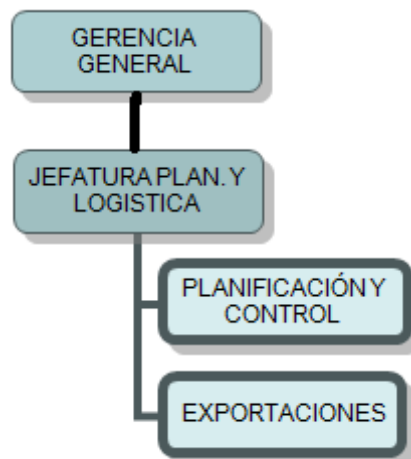 GERENCIA
GENERAL
JEFATURA PLAN. Y
LOGISTICA
PLANIFICACIÓN Y
CONTROL
EXPORTACIONES